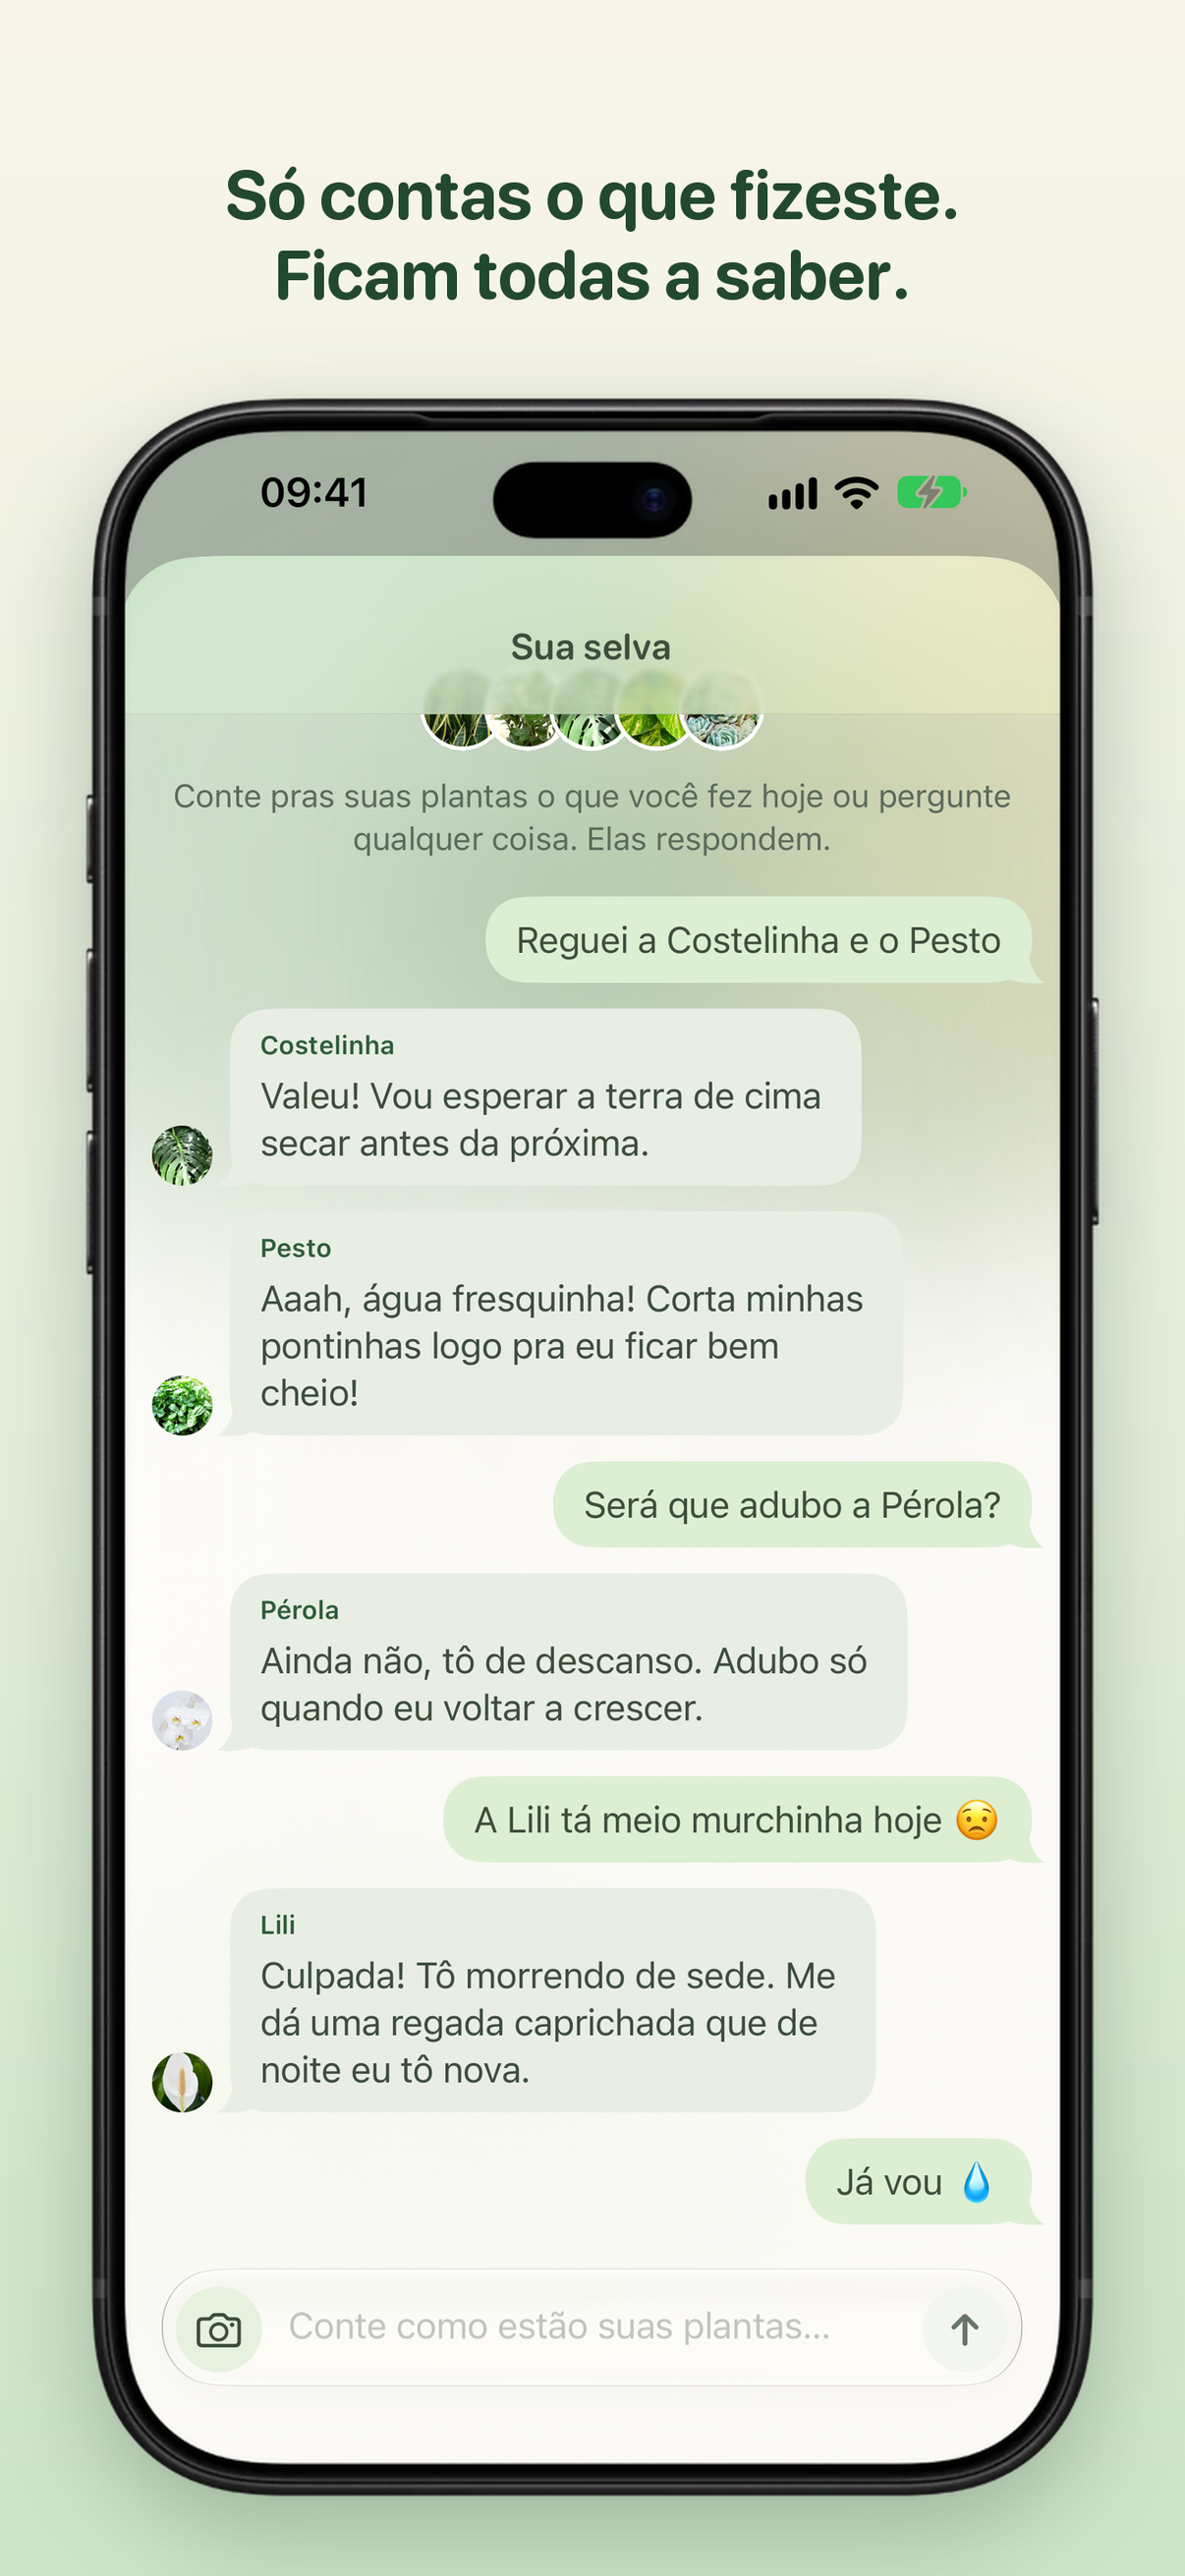 Só contas o que fizeste.
Ficam todas a saber.
09:41
Sua selva
Conte pras suas plantas o que você fez hoje ou pergunte
qualquer coisa. Elas respondem.
Reguei a Costelinha e o Pesto
Costelinha
Valeu! Vou esperar a terra de cima
secar antes da próxima.
Pesto
Aaah, água fresquinha! Corta minhas
pontinhas logo pra eu ficar bem
cheio!
Será que adubo a Pérola?
Pérola
Ainda não, tô de descanso. Adubo só
quando eu voltar a crescer.
A Lili tá meio murchinha hoje 😟
Lili
Culpada! Tô morrendo de sede. Me
dá uma regada caprichada que de
noite eu tô nova.
Já vou 💧
Conte como estão suas plantas...